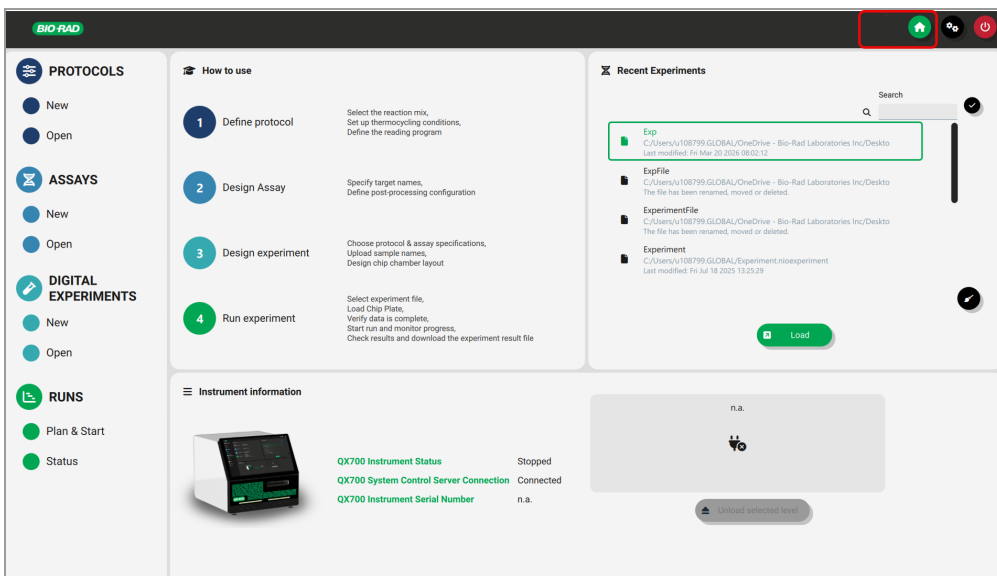 BIO-RAD
PROTOCOLS
New
Open
ASSAYS
New
Open
DIGITAL
EXPERIMENTS
New
Open
RUNS
Plan & Start
Status
How to use
1
Define protocol
Select the reaction mix,
Set up thermocycling conditions,
Define the reading program
2
Design Assay
Specify target names,
Define post-processing configuration
3
Design experiment
Choose protocol & assay specifications,
Upload sample names,
Design chip chamber layout
4
Run experiment
Select experiment file,
Load Chip Plate,
Verify data is complete,
Start run and monitor progress,
Check results and download the experiment result file
Recent Experiments
Search
Exp
C:/Users/u108799.GLOBAL/OneDrive - Bio-Rad Laboratories Inc/Deskto
Last modified: Fri Mar 20 2026 08:02:12
ExpFile
C:/Users/u108799.GLOBAL/OneDrive - Bio-Rad Laboratories Inc/Deskto
The file has been renamed, moved or deleted.
ExperimentFile
C:/Users/u108799.GLOBAL/OneDrive - Bio-Rad Laboratories Inc/Deskto
The file has been renamed, moved or deleted.
Experiment
C:/Users/u108799.GLOBAL/Experiment.nioexperiment
Last modified: Fri Jul 18 2025 13:25:29
Load
Instrument information
QX700 Instrument Status Stopped
QX700 System Control Server Connection Connected
QX700 Instrument Serial Number n.a.
n.a.
Unload selected level